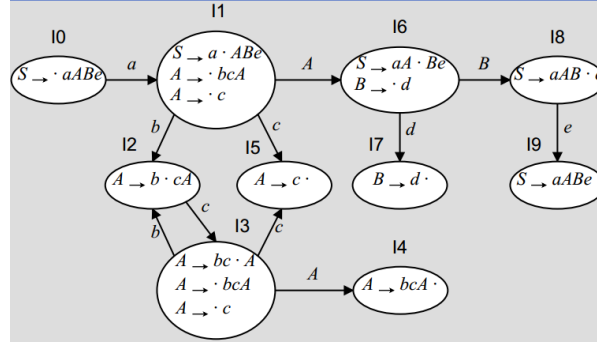 I0
S → · aABe
a
I1
S → a · ABe
A → · bcA
A → · c
A
I6
S → aA · Be
B → · d
B
I8
S → aAB ·
b
c
d
e
I2
A → b · cA
I5
A → c ·
I7
B → d ·
I9
S → aABe
c
b
I3
A → bc · A
A → · bcA
A → · c
c
A
I4
A → bcA ·